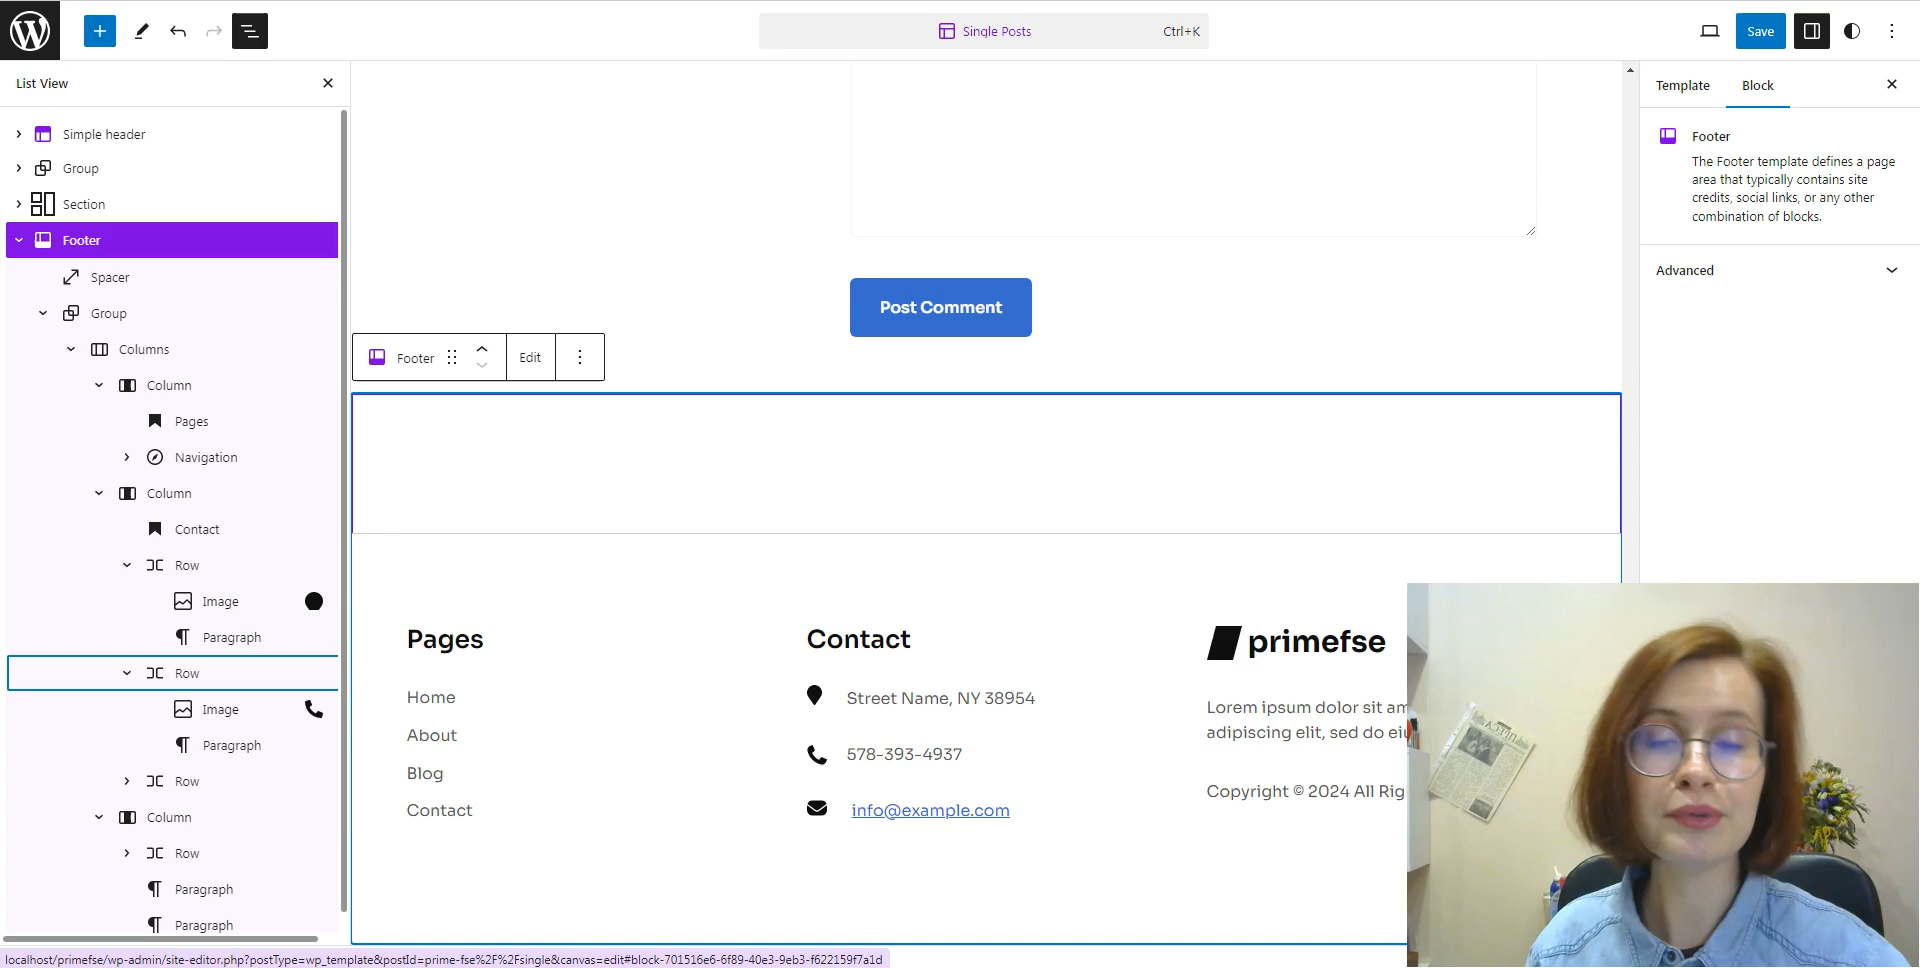 Single Posts
Ctrl+K
Save
List View
Simple header
Group
Section
Footer
Spacer
Group
Columns
Column
Pages
Navigation
Column
Contact
Row
Image
Paragraph
Row
Image
Paragraph
Row
Column
Row
Paragraph
Paragraph
Post Comment
Footer
Edit
Pages
Home
About
Blog
Contact
Contact
Street Name, NY 38954
578-393-4937
info@example.com
primefse
Lorem ipsum dolor sit am
adipiscing elit, sed do eiu
Copyright © 2024 All Rig
Template
Block
Footer
The Footer template defines a page
area that typically contains site
credits, social links, or any other
combination of blocks.
Advanced
localhost/primefse/wp-admin/site-editor.php?postType=wp_template&postId=prime-fse%2F%2Fsingle&canvas=edit#block-701516e6-6f89-40e3-9eb3-f622159f7a1d